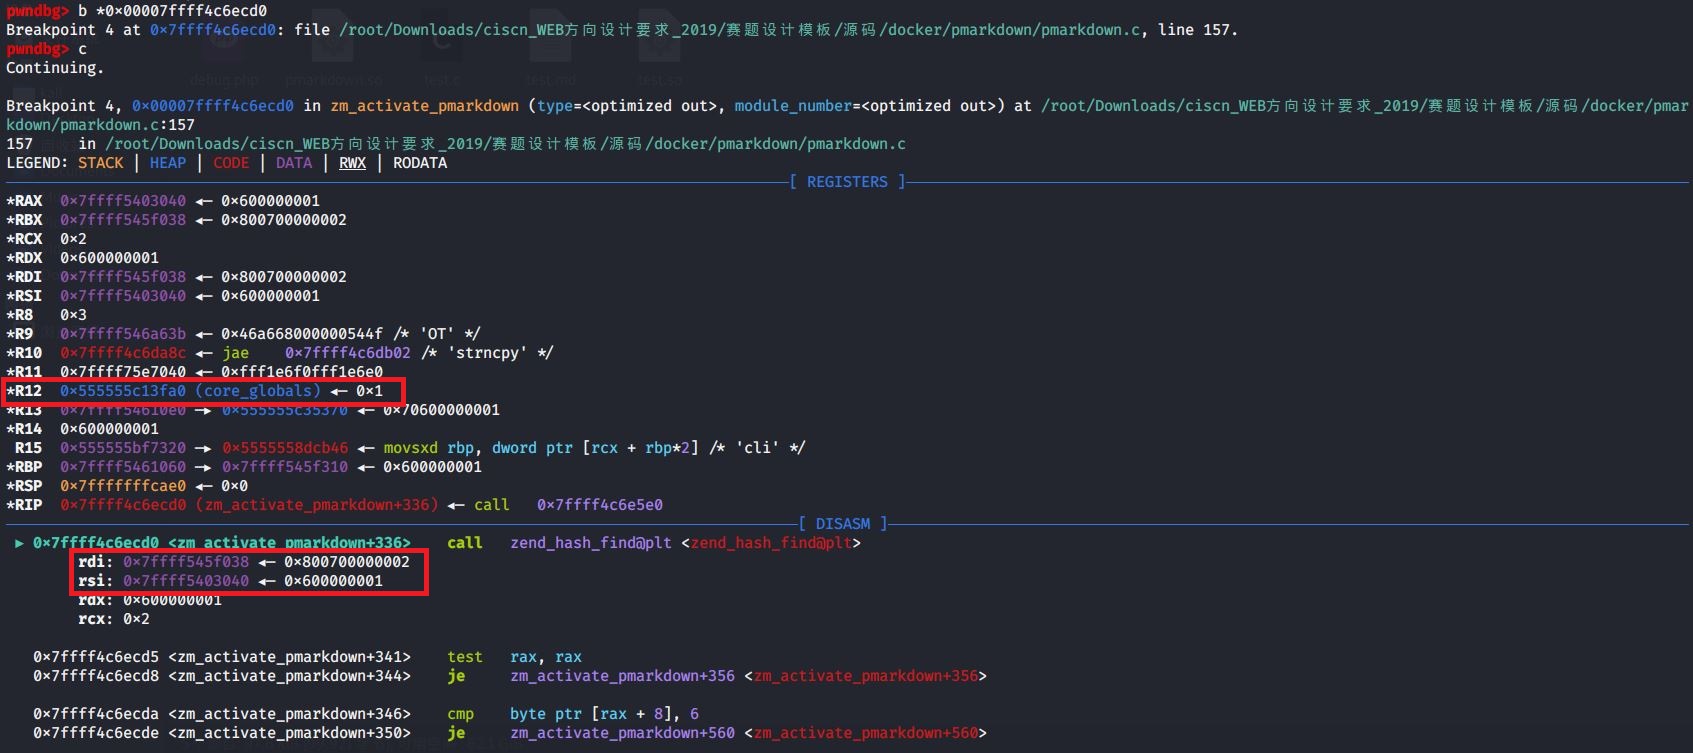 pwndbg> b *0×00007ffff4c6ecd0
Breakpoint 4 at 0×7ffff4c6ecd0: file /root/Downloads/ciscn_WEB方向设计要求_2019/赛题设计模板/源码/docker/pmarkdown/pmarkdown.c, line 157.
pwndbg> c
Continuing.
Breakpoint 4, 0×00007ffff4c6ecd0 in zm_activate_pmarkdown (type=<optimized out>, module_number=<optimized out>) at /root/Downloads/ciscn_WEB方向设计要求_2019/赛题设计模板/源码/docker/pmar
kdown/pmarkdown.c:157
157 in /root/Downloads/ciscn_WEB方向设计要求_2019/赛题设计模板/源码/docker/pmarkdown/pmarkdown.c
LEGEND: STACK | HEAP | CODE | DATA | RWX | RODATA
[ REGISTERS ]
*RAX 0×7ffff5403040 ◂— 0×600000001
*RBX 0×7ffff545f038 ◂— 0×800700000002
*RCX 0×2
*RDX 0×600000001
*RDI 0×7ffff545f038 ◂— 0×800700000002
*RSI 0×7ffff5403040 ◂— 0×600000001
*R8 0×3
*R9 0×7ffff546a63b ◂— 0×46a668000000544f /* 'OT' */
*R10 0×7ffff4c6da8c ◂— jae 0×7ffff4c6db02 /* 'strncpy' */
*R11 0×7ffff75e7040 ◂— 0×fff1e6f0fff1e6e0
*R12 0×555555c13fa0 (core_globals) ◂— 0×1
*R13 0×7ffff54610e0 —▸ 0×555555c35370 ◂— 0×70600000001
*R14 0×600000001
R15 0×555555bf7320 —▸ 0×5555558dcb46 ◂— movsxd rbp, dword ptr [rcx + rbp*2] /* 'cli' */
*RBP 0×7ffff5461060 —▸ 0×7ffff545f310 ◂— 0×600000001
*RSP 0×7fffffffcae0 ◂— 0×0
*RIP 0×7ffff4c6ecd0 (zm_activate_pmarkdown+336) ◂— call 0×7ffff4c6e5e0
[ DISASM ]
► 0×7ffff4c6ecd0 <zm_activate_pmarkdown+336> call zend_hash_find@plt <zend_hash_find@plt>
rdi: 0×7ffff545f038 ◂— 0×800700000002
rsi: 0×7ffff5403040 ◂— 0×600000001
rdx: 0×600000001
rcx: 0×2
0×7ffff4c6ecd5 <zm_activate_pmarkdown+341> test rax, rax
0×7ffff4c6ecd8 <zm_activate_pmarkdown+344> je zm_activate_pmarkdown+356 <zm_activate_pmarkdown+356>
0×7ffff4c6ecda <zm_activate_pmarkdown+346> cmp byte ptr [rax + 8], 6
0×7ffff4c6ecde <zm_activate_pmarkdown+350> je zm_activate_pmarkdown+560 <zm_activate_pmarkdown+560>